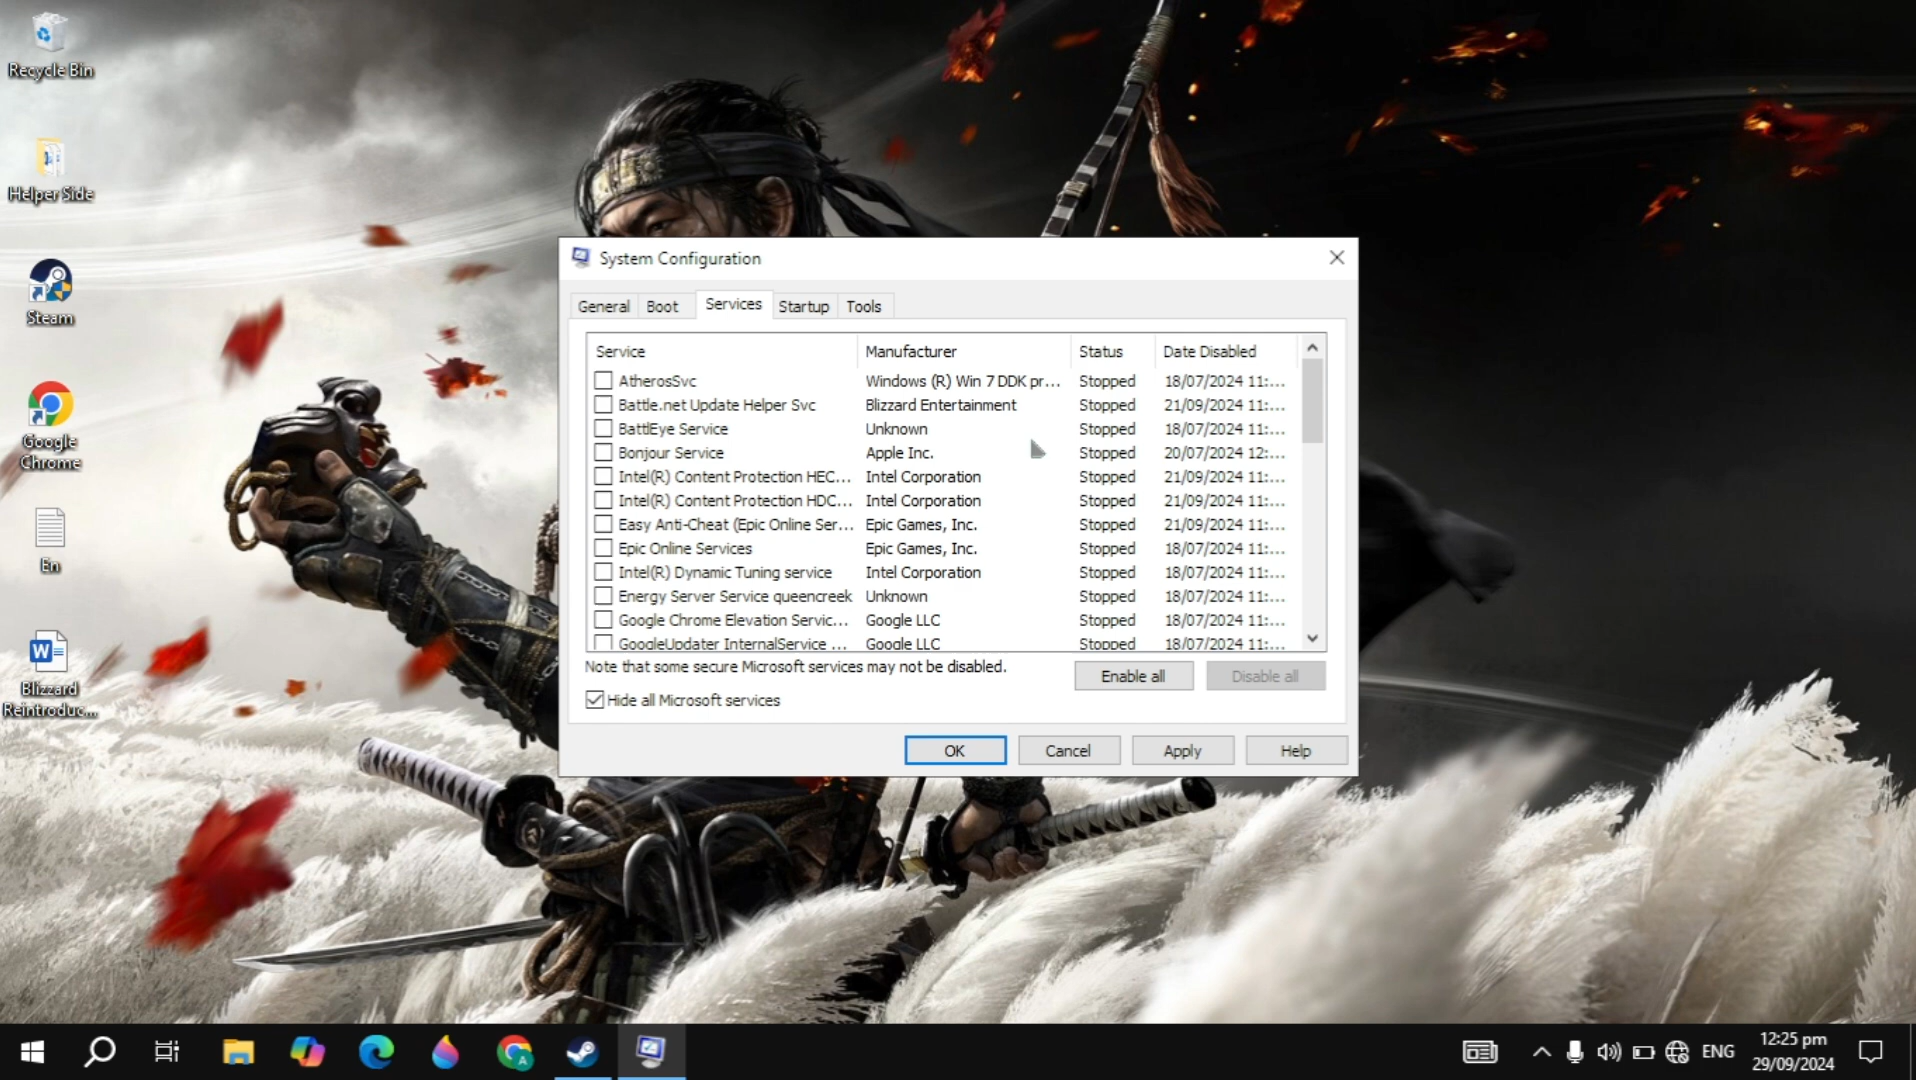 Recycle Bin
Helper Side
Steam
Google
Chrome
En
Blizzard
Reintroduc...
System Configuration
General Boot Services Startup Tools
Service Manufacturer Status Date Disabled
AtherosSvc Windows (R) Win 7 DDK pr... Stopped 18/07/2024 11:...
Battle.net Update Helper Svc Blizzard Entertainment Stopped 21/09/2024 11:...
BattlEye Service Unknown Stopped 18/07/2024 11:...
Bonjour Service Apple Inc. Stopped 20/07/2024 12:...
Intel(R) Content Protection HEC... Intel Corporation Stopped 21/09/2024 11:...
Intel(R) Content Protection HDC... Intel Corporation Stopped 21/09/2024 11:...
Easy Anti-Cheat (Epic Online Ser... Epic Games, Inc. Stopped 21/09/2024 11:...
Epic Online Services Epic Games, Inc. Stopped 18/07/2024 11:...
Intel(R) Dynamic Tuning service Intel Corporation Stopped 18/07/2024 11:...
Energy Server Service queencreek Unknown Stopped 18/07/2024 11:...
Google Chrome Elevation Servic... Google LLC Stopped 18/07/2024 11:...
GoogleUpdater InternalService ... Google LLC Stopped 18/07/2024 11:...
Note that some secure Microsoft services may not be disabled.
Enable all Disable all
Hide all Microsoft services
OK Cancel Apply Help
A
ENG
12:25 pm
29/09/2024